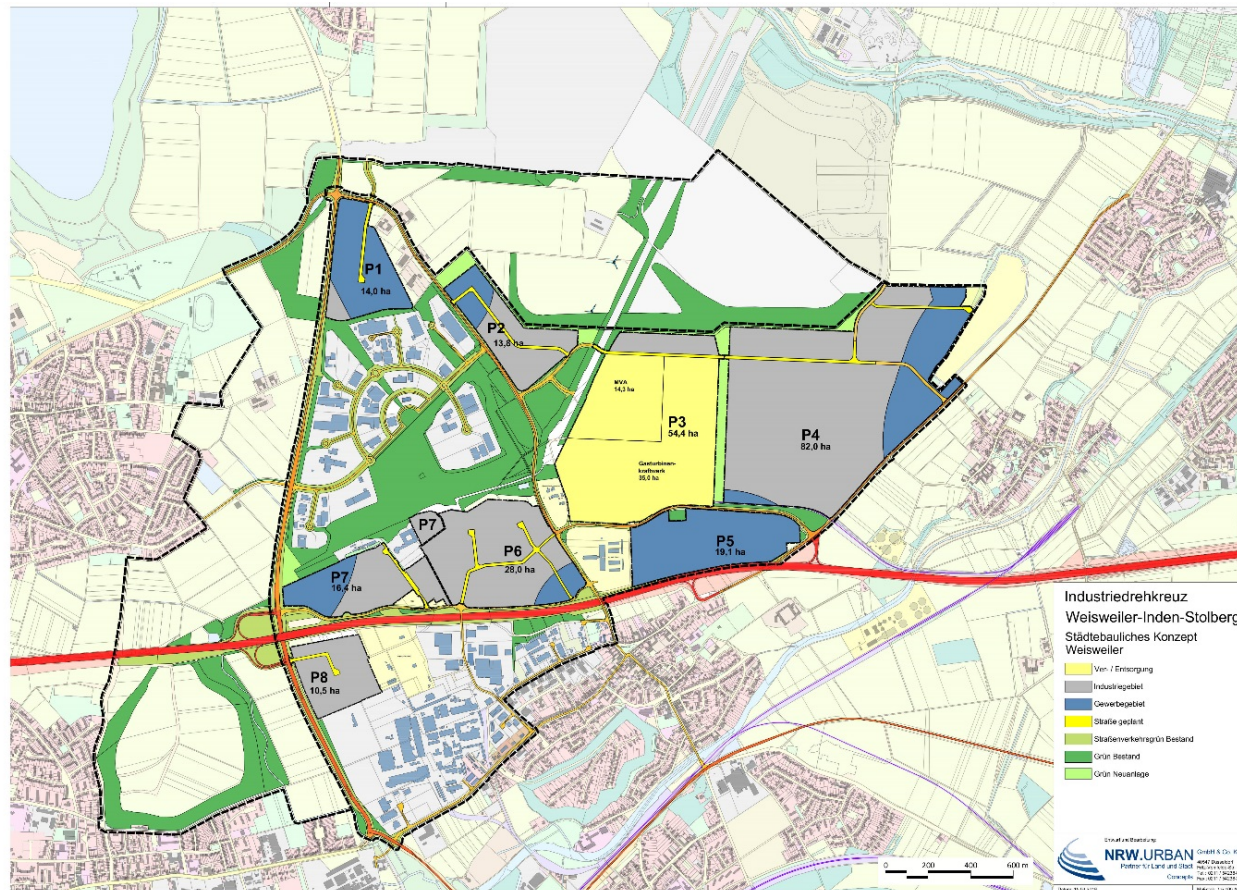 P1
14,0 ha
P2
13,8 ha
MVA
14,3 ha
P3
54,4 ha
P4
82,0 ha
Gasturbinen-
kraftwerk
35,0 ha
P7
P6
28,0 ha
P5
19,1 ha
P7
16,4 ha
P8
10,5 ha
Industriedrehkreuz
Weisweiler-Inden-Stolberg
Städtebauliches Konzept
Weisweiler
Ver- / Entsorgung
Industriegebiet
Gewerbegebiet
Straße geplant
Straßenverkehrsgrün Bestand
Grün Bestand
Grün Neuanlage
0 200 400 600 m
Entwurf und Bearbeitung
NRW.URBAN GmbH & Co. K
Partner für Land und Stadt
Concepts